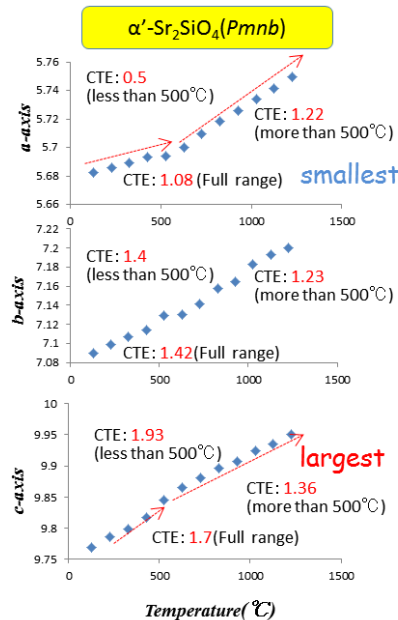 α’-Sr₂SiO₄(Pmnb)
5.76
5.74
5.72
5.7
5.68
5.66
a-axis
CTE: 0.5
(less than 500℃)
CTE: 1.22
(more than 500℃)
CTE: 1.08 (Full range)
smallest
0
500
1000
1500
7.22
7.2
7.18
7.16
7.14
7.12
7.1
7.08
b-axis
CTE: 1.4
(less than 500℃)
CTE: 1.23
(more than 500℃)
CTE: 1.42 (Full range)
0
500
1000
1500
10
9.95
9.9
9.85
9.8
9.75
c-axis
CTE: 1.93
(less than 500℃)
largest
CTE: 1.36
(more than 500℃)
CTE: 1.7(Full range)
0
500
1000
1500
Temperature(℃)